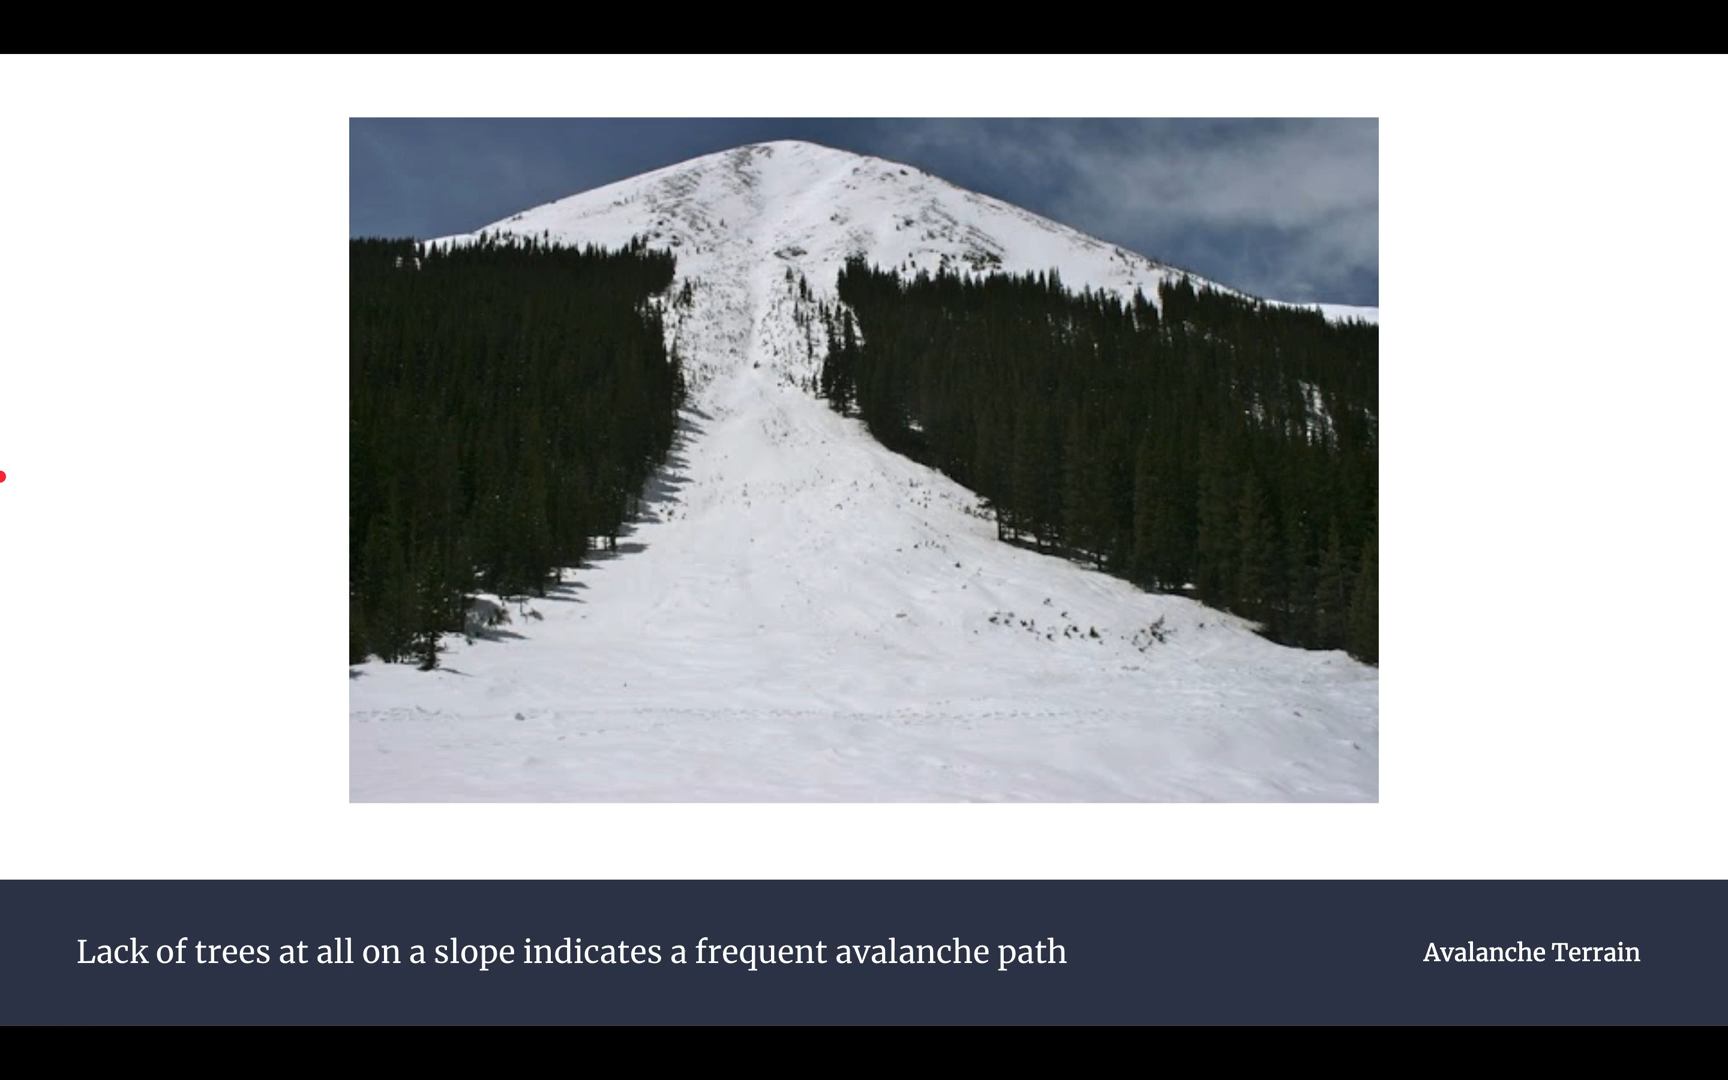 Lack of trees at all on a slope indicates a frequent avalanche path
Avalanche Terrain